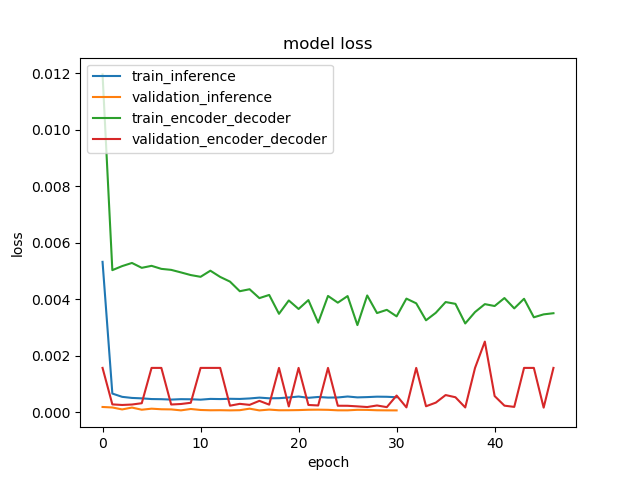 model loss
train_inference
validation_inference
train_encoder_decoder
validation_encoder_decoder
loss
0.012
0.010
0.008
0.006
0.004
0.002
0.000
0 10 20 30 40
epoch